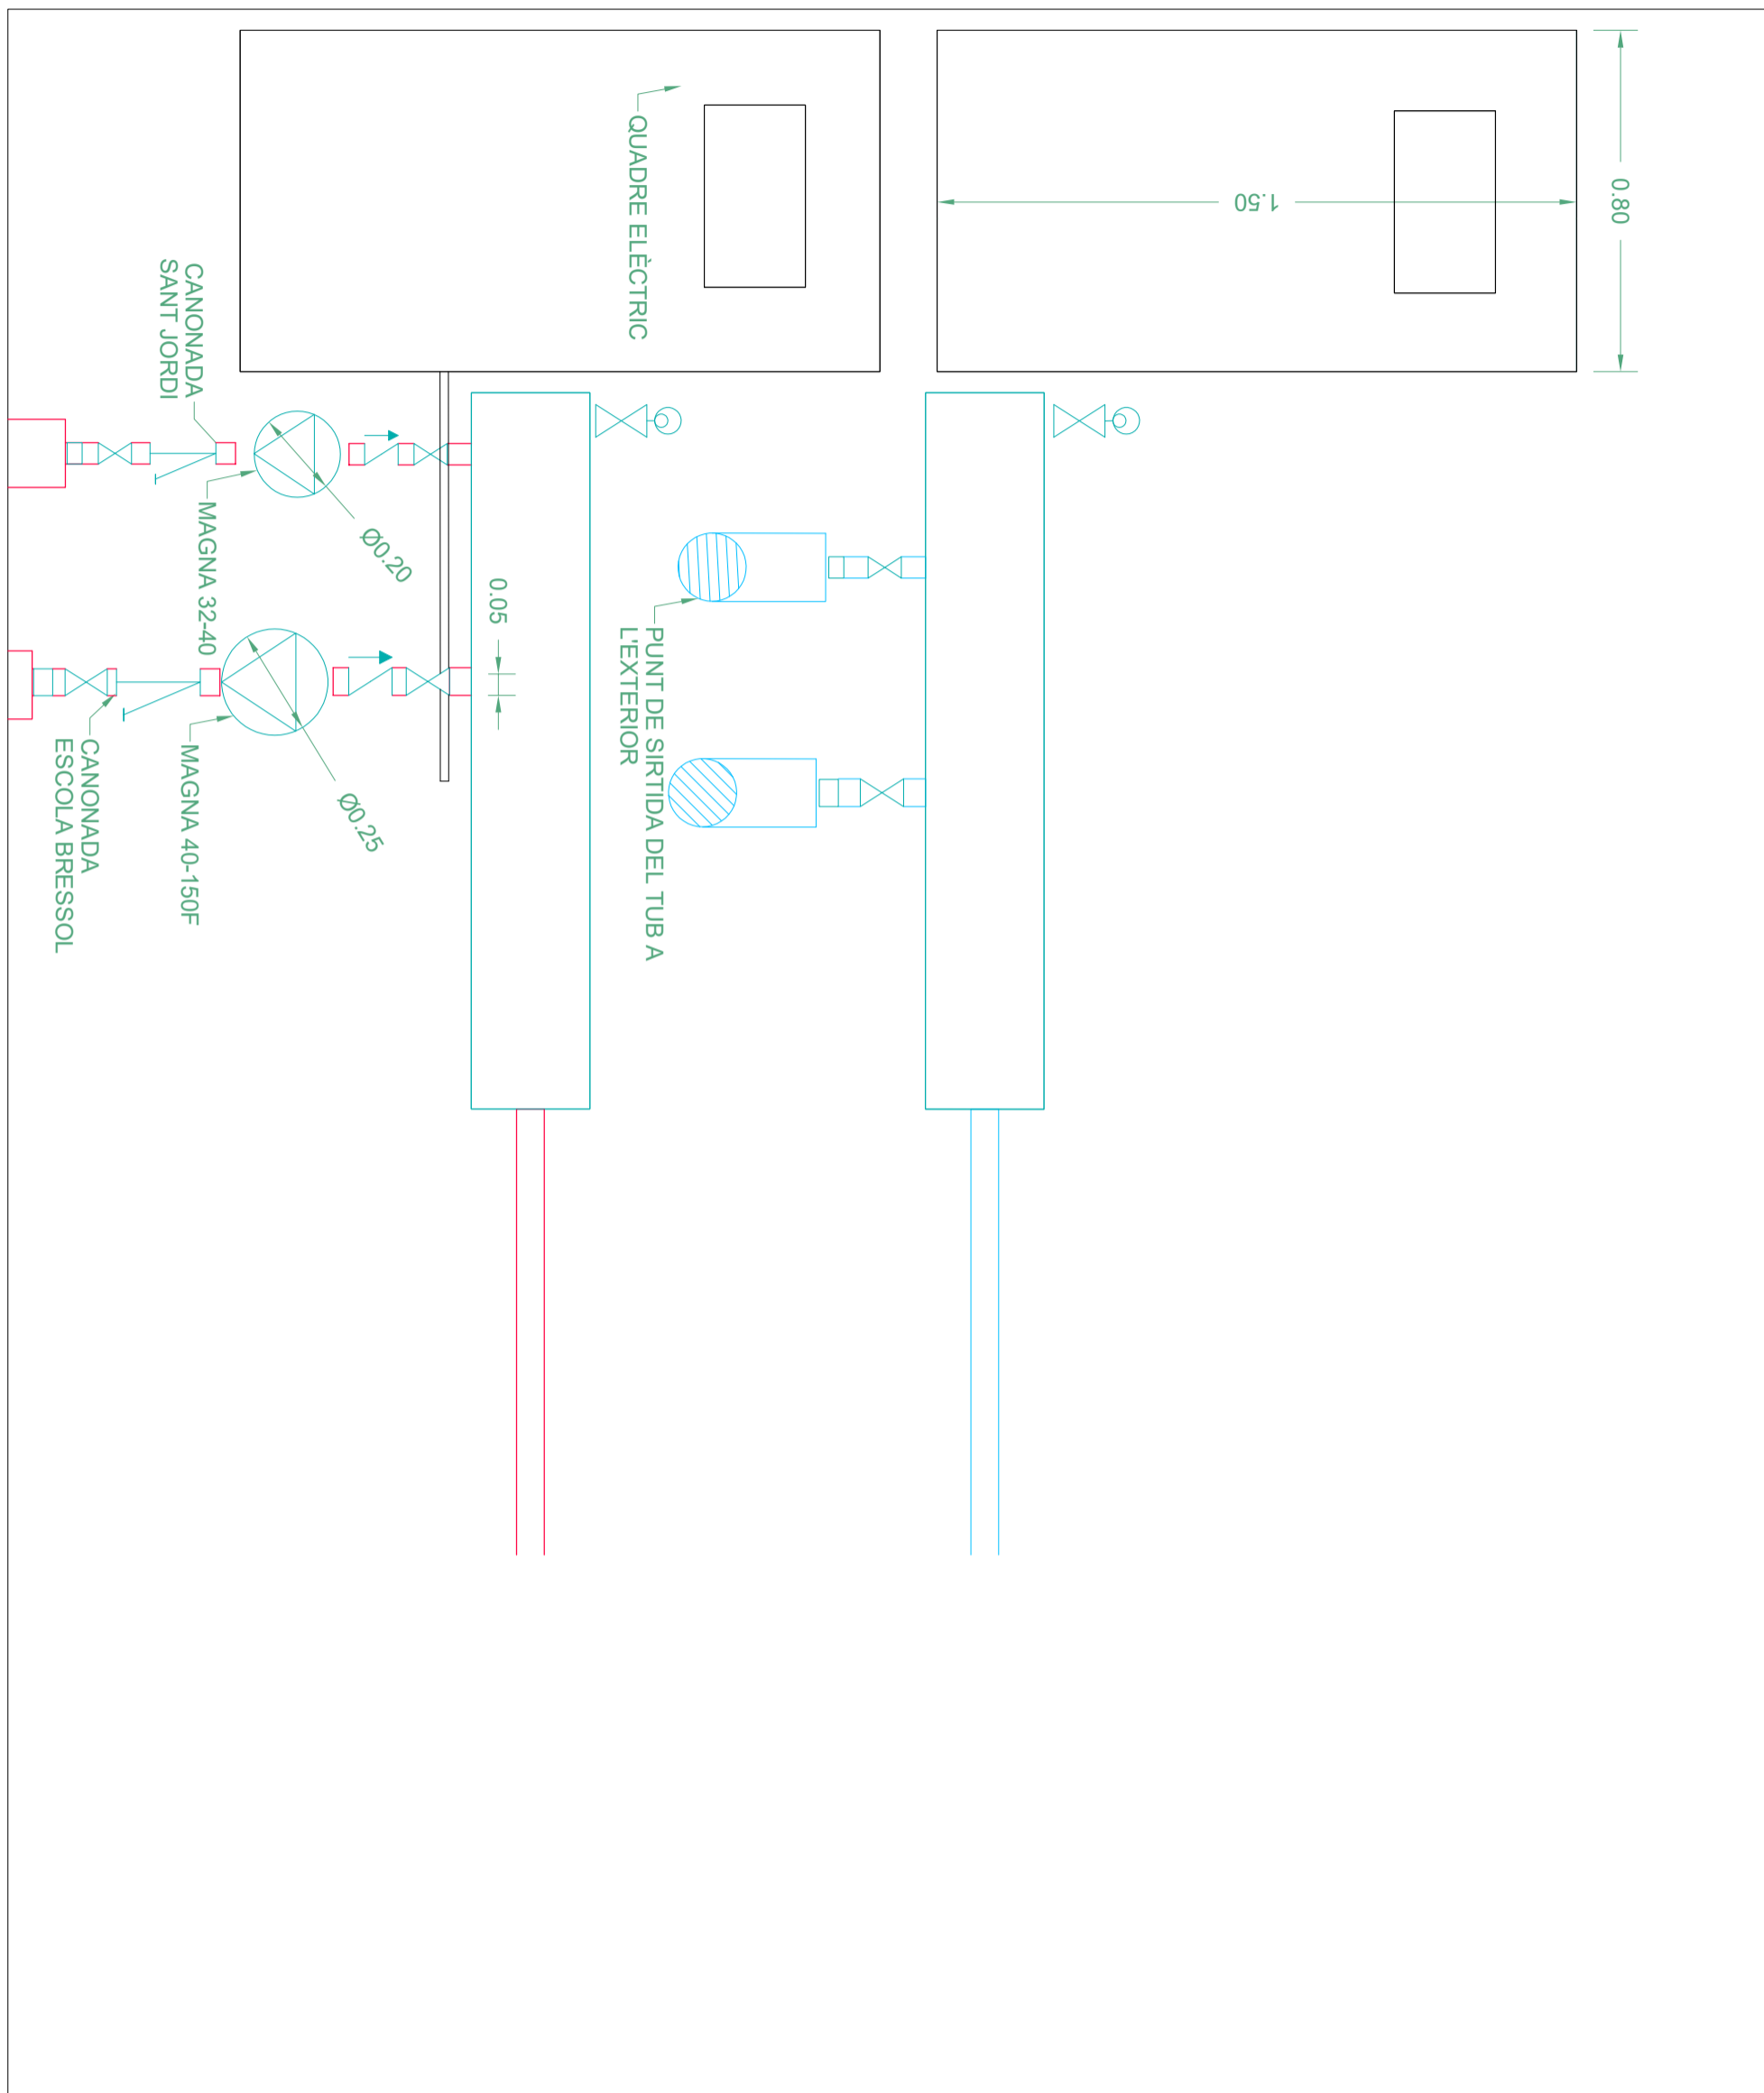 0.80
1.50
QUADRE ELÈCTRIC
CANONADA
SANT JORDI
MAGNA 32-40
Ø0.20
0.05
PUNT DE SIRTIDA DEL TUB A
L'EXTERIOR
CANONADA
ESCOLA BRESSOL
MAGNA 40-150F
Ø0.25